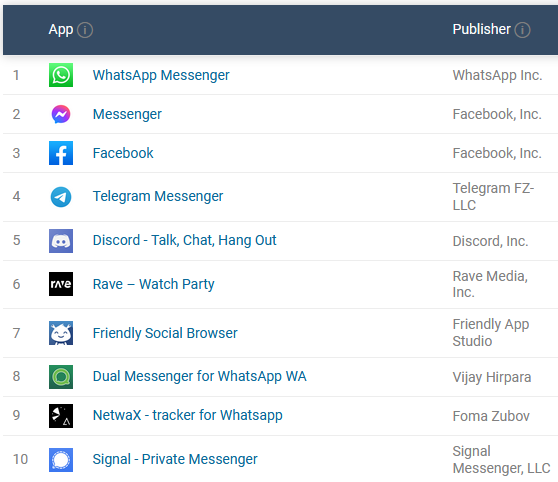 App Publisher
1 WhatsApp Messenger WhatsApp Inc.
2 Messenger Facebook, Inc.
3 Facebook Facebook, Inc.
4 Telegram Messenger Telegram FZ-
LLC
5 Discord - Talk, Chat, Hang Out Discord, Inc.
6 Rave – Watch Party Rave Media,
Inc.
7 Friendly Social Browser Friendly App
Studio
8 Dual Messenger for WhatsApp WA Vijay Hirpara
9 NetwaX - tracker for Whatsapp Foma Zubov
10 Signal - Private Messenger Signal
Messenger, LLC